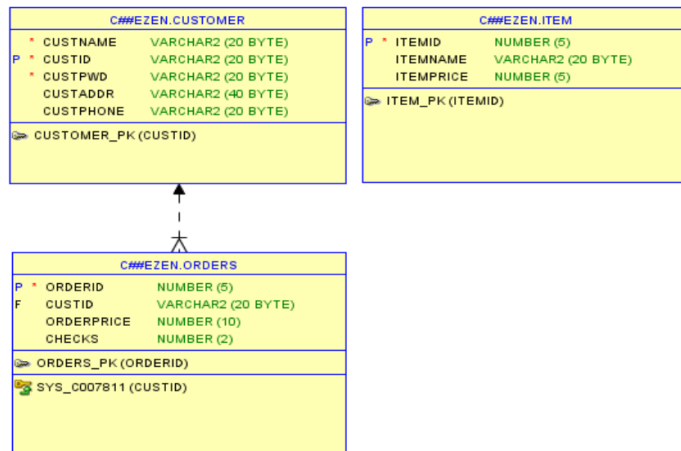 C##EZEN.CUSTOMER
* CUSTNAME VARCHAR2 (20 BYTE)
P * CUSTID VARCHAR2 (20 BYTE)
* CUSTPWD VARCHAR2 (20 BYTE)
CUSTADDR VARCHAR2 (40 BYTE)
CUSTPHONE VARCHAR2 (20 BYTE)
CUSTOMER_PK (CUSTID)
C##EZEN.ITEM
P * ITEMID NUMBER (5)
ITEMNAME VARCHAR2 (20 BYTE)
ITEMPRICE NUMBER (5)
ITEM_PK (ITEMID)
C##EZEN.ORDERS
P * ORDERID NUMBER (5)
F CUSTID VARCHAR2 (20 BYTE)
ORDERPRICE NUMBER (10)
CHECKS NUMBER (2)
ORDERS_PK (ORDERID)
SYS_C007811 (CUSTID)